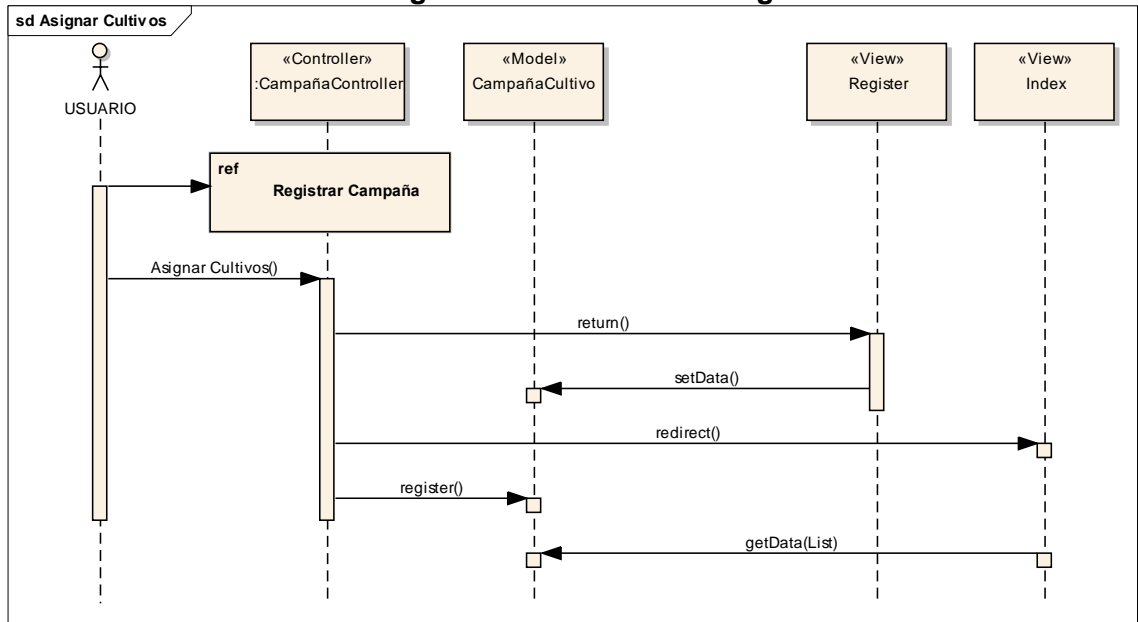 sd Asignar Cultivos
USUARIO
«Controller»
:CampañaController
«Model»
CampañaCultivo
«View»
Register
«View»
Index
ref
Registrar Campaña
Asignar Cultivos()
return()
setData()
redirect()
register()
getData(List)